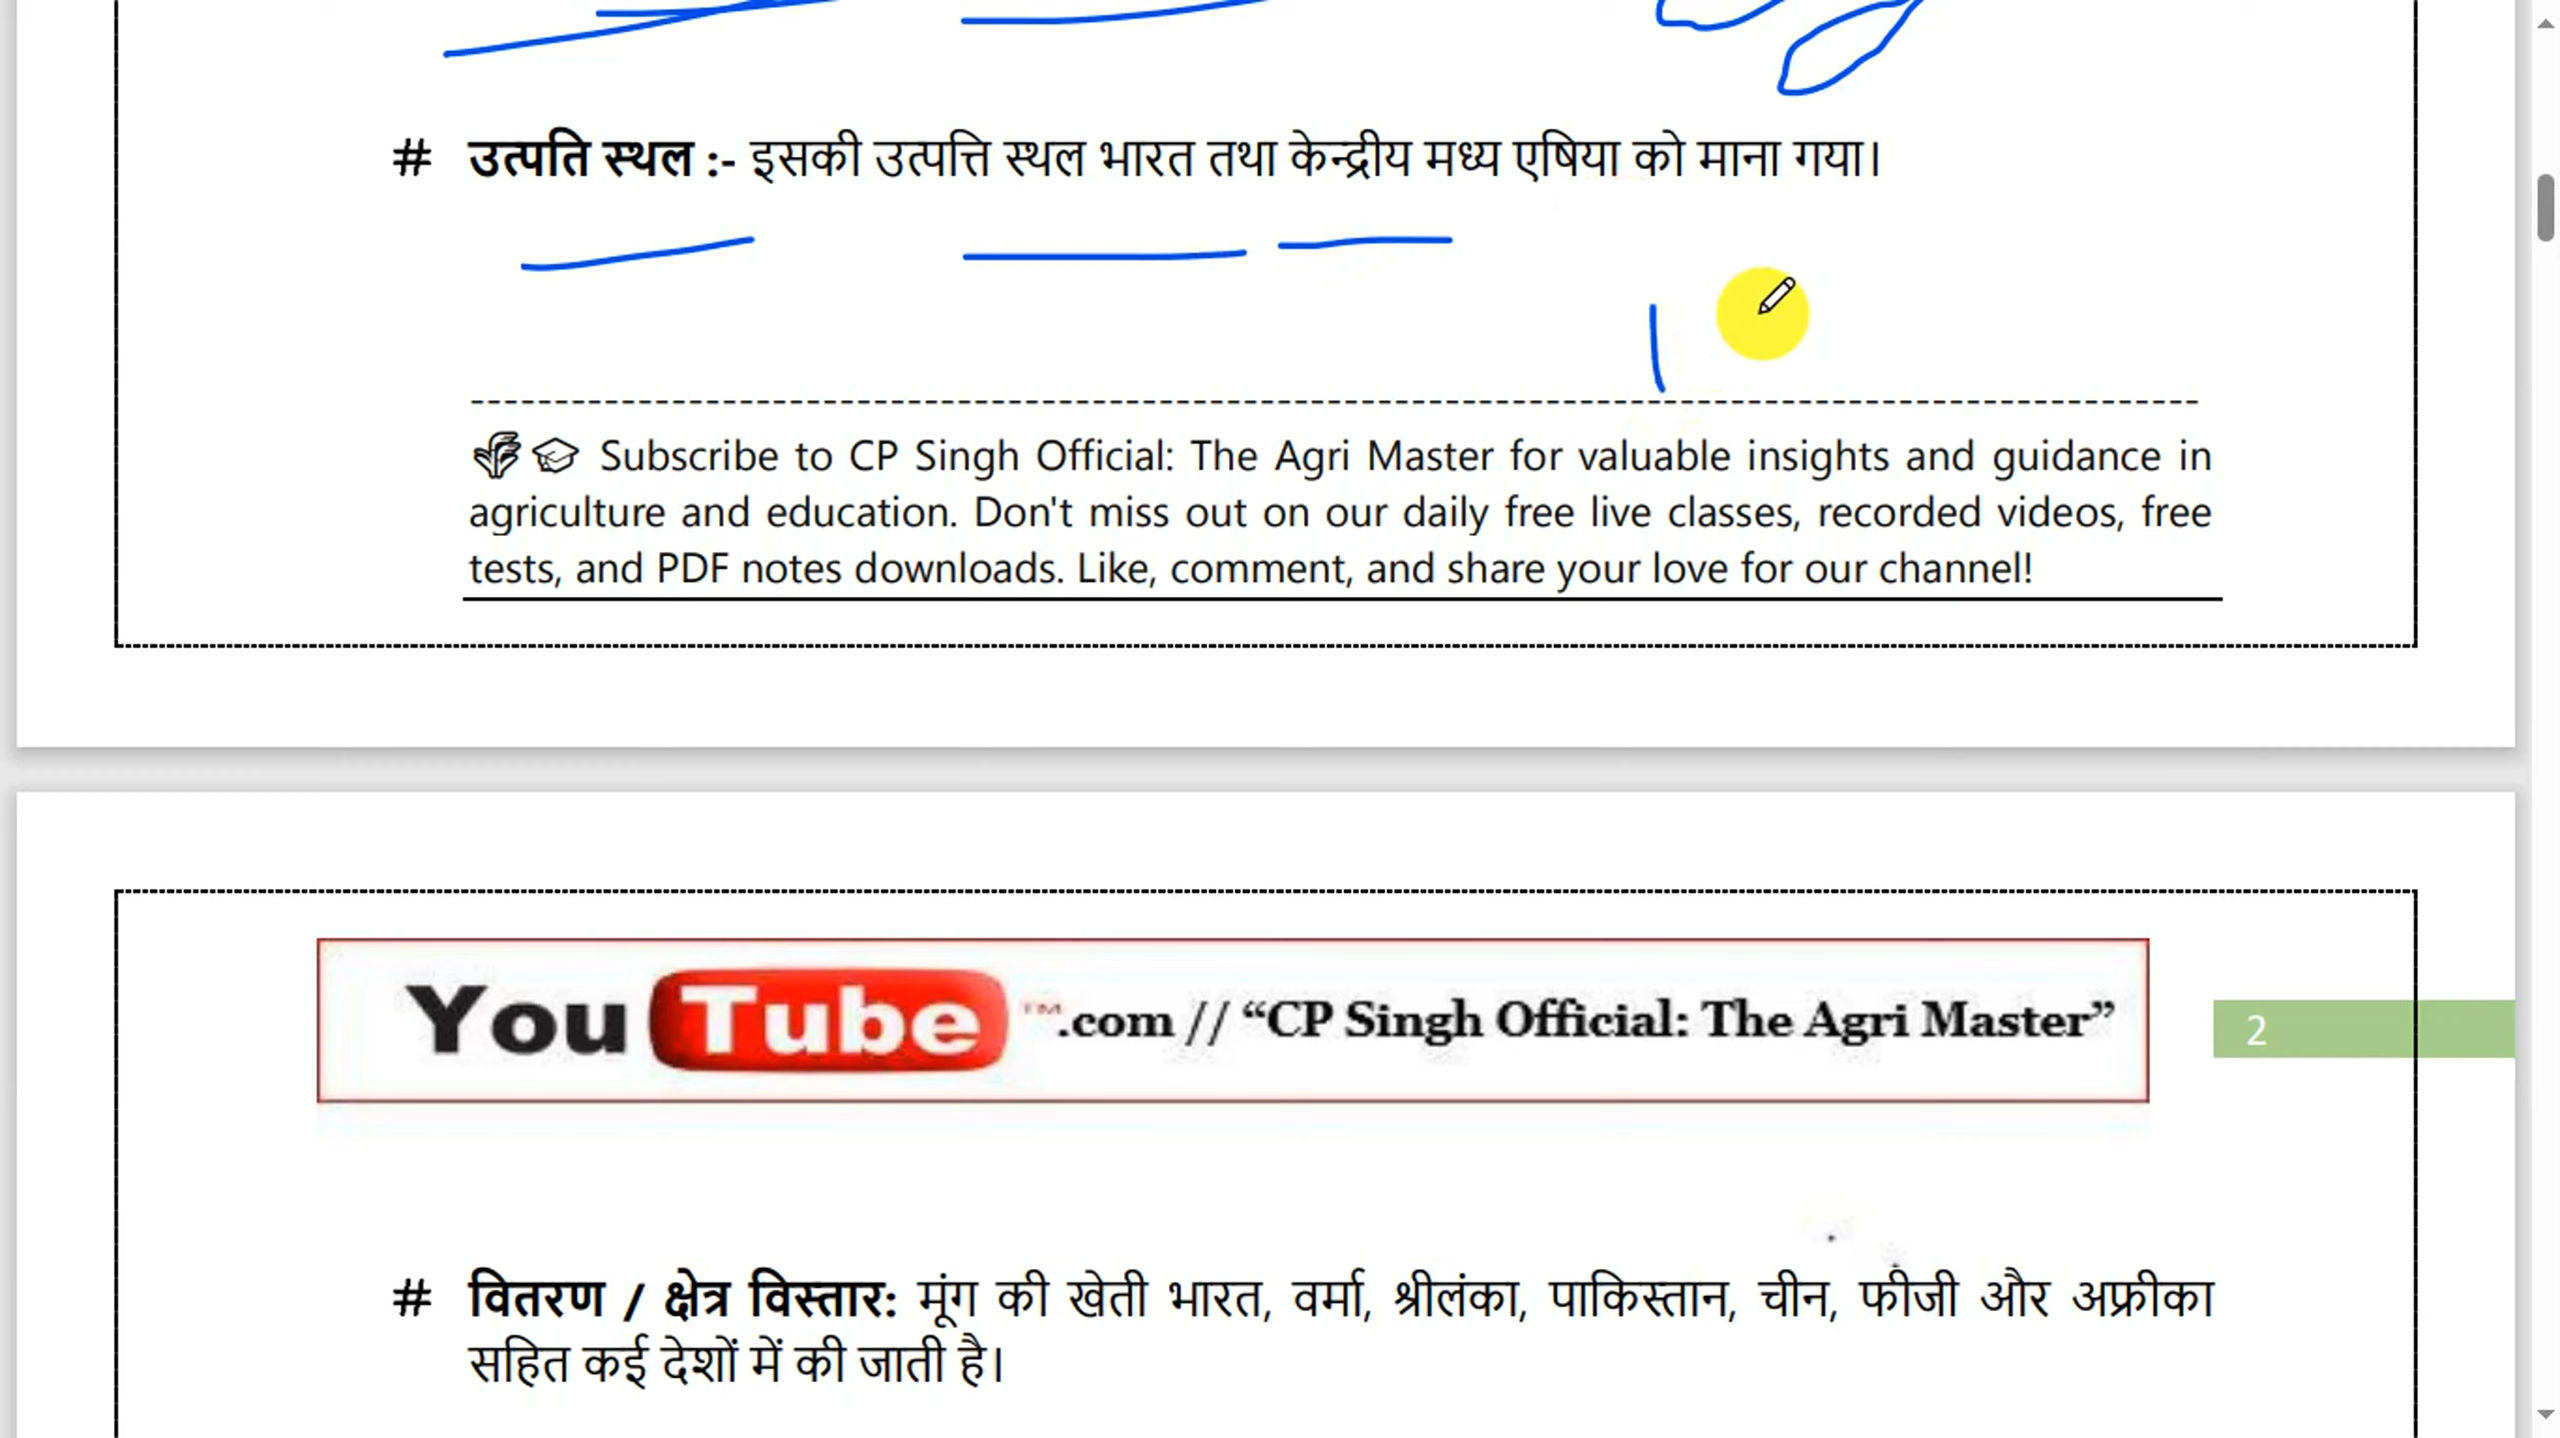 # उत्पति स्थल :- इसकी उत्पत्ति स्थल भारत तथा केन्द्रीय मध्य एषिया को माना गया।
Subscribe to CP Singh Official: The Agri Master for valuable insights and guidance in
agriculture and education. Don't miss out on our daily free live classes, recorded videos, free
tests, and PDF notes downloads. Like, comment, and share your love for our channel!
YouTube™.com // “CP Singh Official: The Agri Master”
2
# वितरण / क्षेत्र विस्तार: मूंग की खेती भारत, वर्मा, श्रीलंका, पाकिस्तान, चीन, फीजी और अफ्रीका
सहित कई देशों में की जाती है।